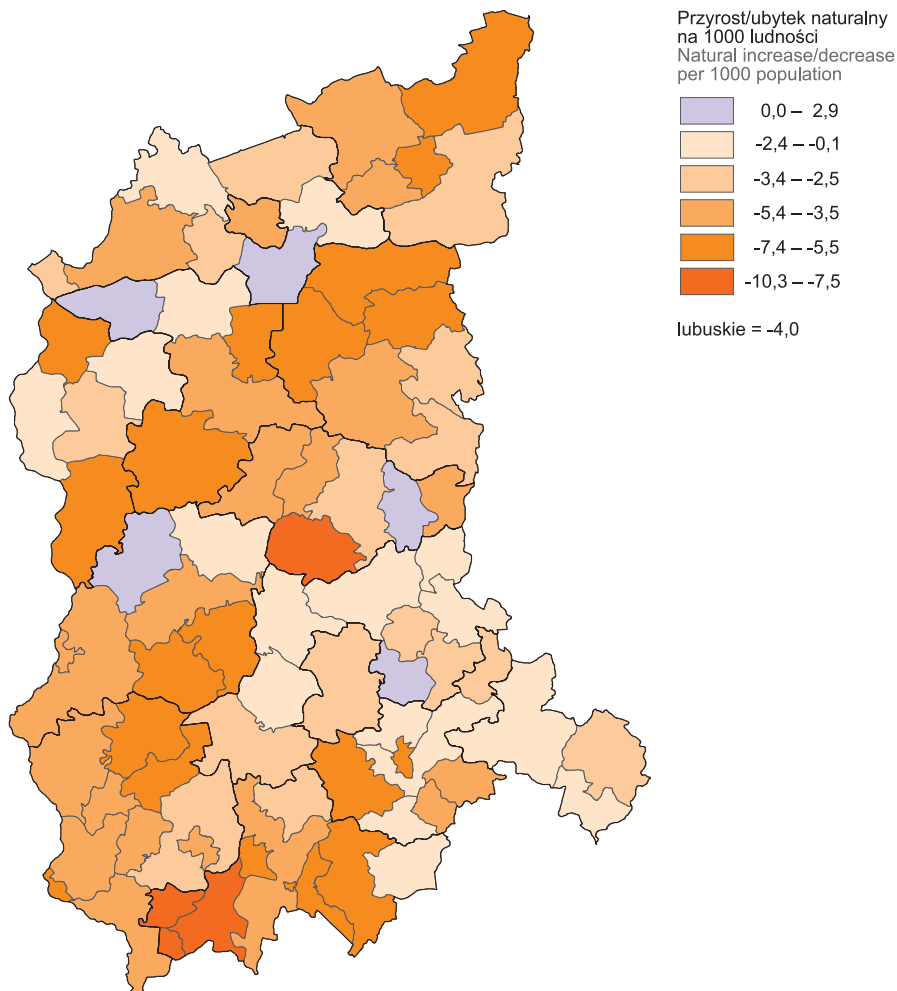 Przyrost/ubytek naturalny
na 1000 ludności
Natural increase/decrease
per 1000 population
0,0 – 2,9
-2,4 – -0,1
-3,4 – -2,5
-5,4 – -3,5
-7,4 – -5,5
-10,3 – -7,5
lubuskie = -4,0